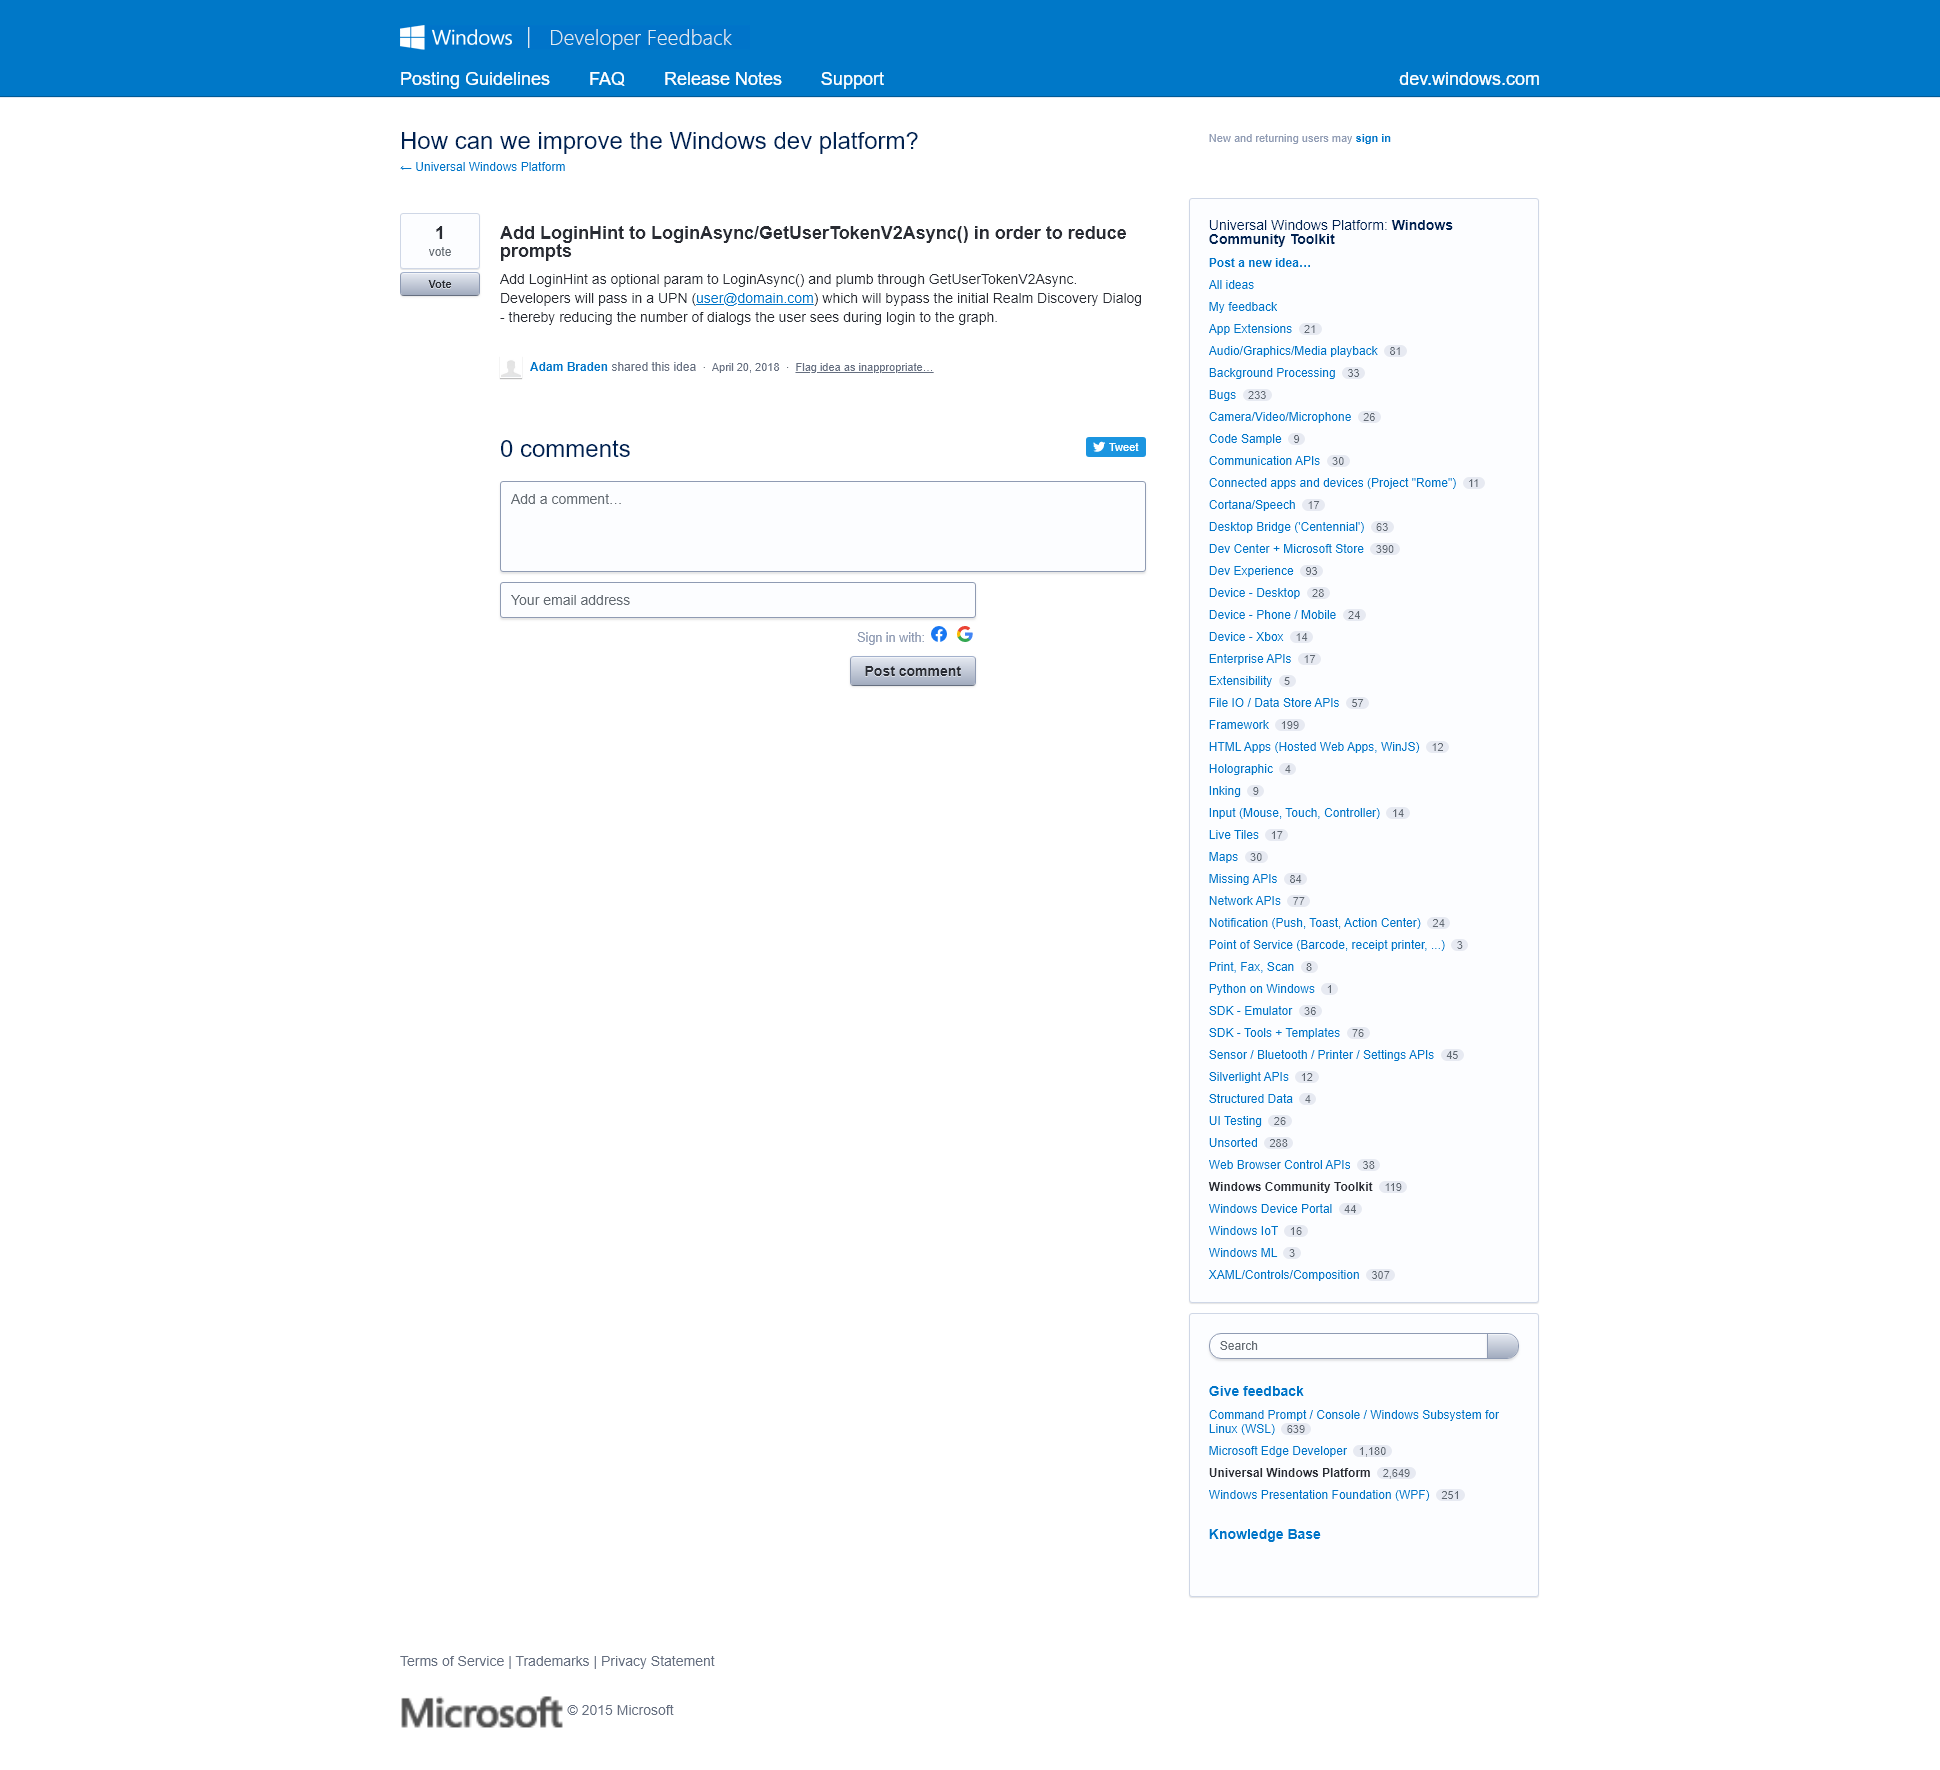 Windows | Developer Feedback
Posting Guidelines FAQ Release Notes Support dev.windows.com
How can we improve the Windows dev platform?
← Universal Windows Platform
New and returning users may sign in
1
vote
Vote
Add LoginHint to LoginAsync/GetUserTokenV2Async() in order to reduce
prompts
Add LoginHint as optional param to LoginAsync() and plumb through GetUserTokenV2Async.
Developers will pass in a UPN (user@domain.com) which will bypass the initial Realm Discovery Dialog
- thereby reducing the number of dialogs the user sees during login to the graph.
Adam Braden shared this idea · April 20, 2018 · Flag idea as inappropriate…
0 comments
Tweet
Add a comment…
Your email address
Sign in with:
Post comment
Universal Windows Platform: Windows
Community Toolkit
Post a new idea…
All ideas
My feedback
App Extensions 21
Audio/Graphics/Media playback 81
Background Processing 33
Bugs 233
Camera/Video/Microphone 26
Code Sample 9
Communication APIs 30
Connected apps and devices (Project "Rome") 11
Cortana/Speech 17
Desktop Bridge ('Centennial') 63
Dev Center + Microsoft Store 390
Dev Experience 93
Device - Desktop 28
Device - Phone / Mobile 24
Device - Xbox 14
Enterprise APIs 17
Extensibility 5
File IO / Data Store APIs 57
Framework 199
HTML Apps (Hosted Web Apps, WinJS) 12
Holographic 4
Inking 9
Input (Mouse, Touch, Controller) 14
Live Tiles 17
Maps 30
Missing APIs 84
Network APIs 77
Notification (Push, Toast, Action Center) 24
Point of Service (Barcode, receipt printer, ...) 3
Print, Fax, Scan 8
Python on Windows 1
SDK - Emulator 36
SDK - Tools + Templates 76
Sensor / Bluetooth / Printer / Settings APIs 45
Silverlight APIs 12
Structured Data 4
UI Testing 26
Unsorted 288
Web Browser Control APIs 38
Windows Community Toolkit 119
Windows Device Portal 44
Windows IoT 16
Windows ML 3
XAML/Controls/Composition 307
Search
Give feedback
Command Prompt / Console / Windows Subsystem for
Linux (WSL) 639
Microsoft Edge Developer 1,180
Universal Windows Platform 2,649
Windows Presentation Foundation (WPF) 251
Knowledge Base
Terms of Service | Trademarks | Privacy Statement
Microsoft © 2015 Microsoft